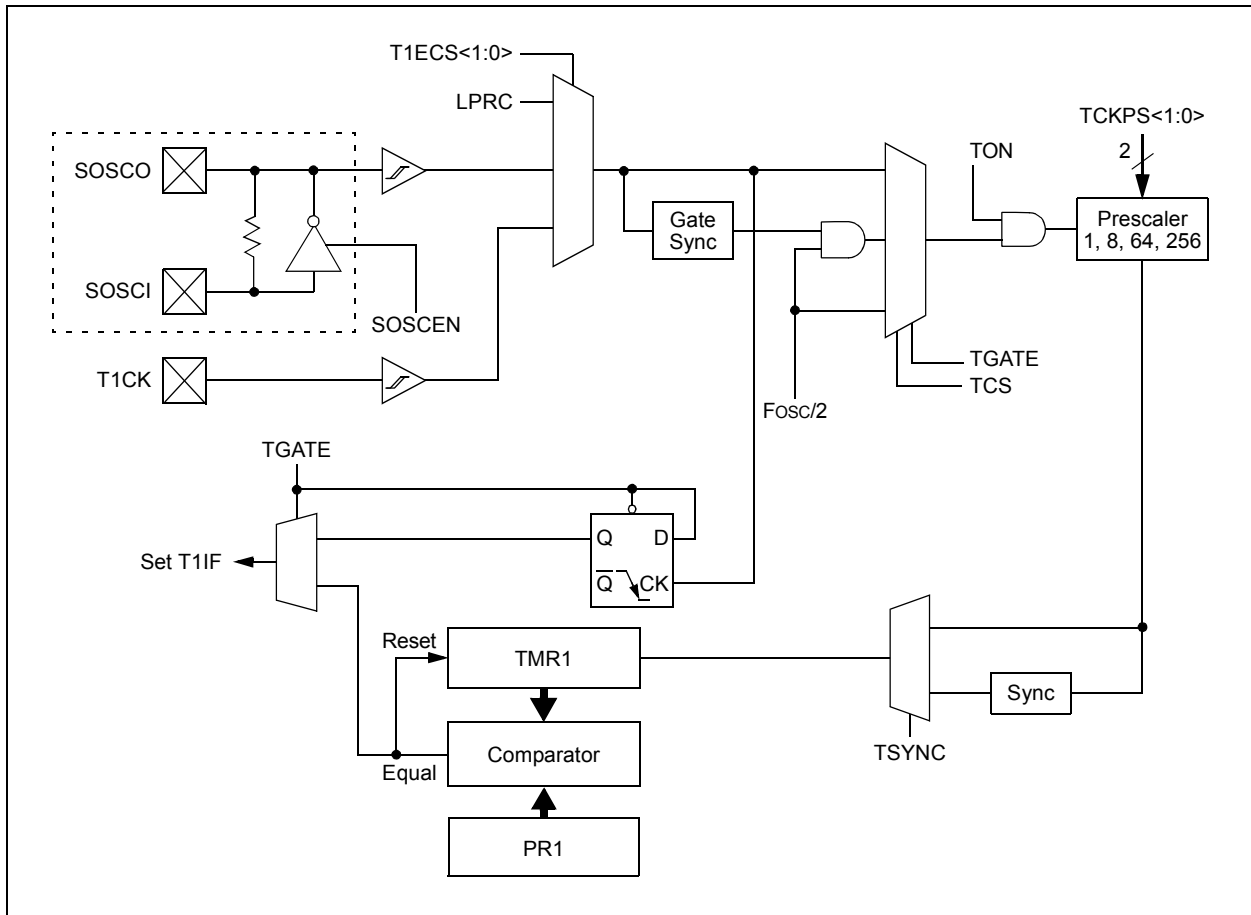 T1ECS<1:0>
LPRC
TCKPS<1:0>
SOSCO
TON
2
Gate
Sync
Prescaler
1, 8, 64, 256
SOSCI
SOSCEN
TGATE
T1CK
TCS
FOSC/2
TGATE
Q D
Set T1IF
Q CK
Reset
TMR1
Sync
Comparator
TSYNC
Equal
PR1